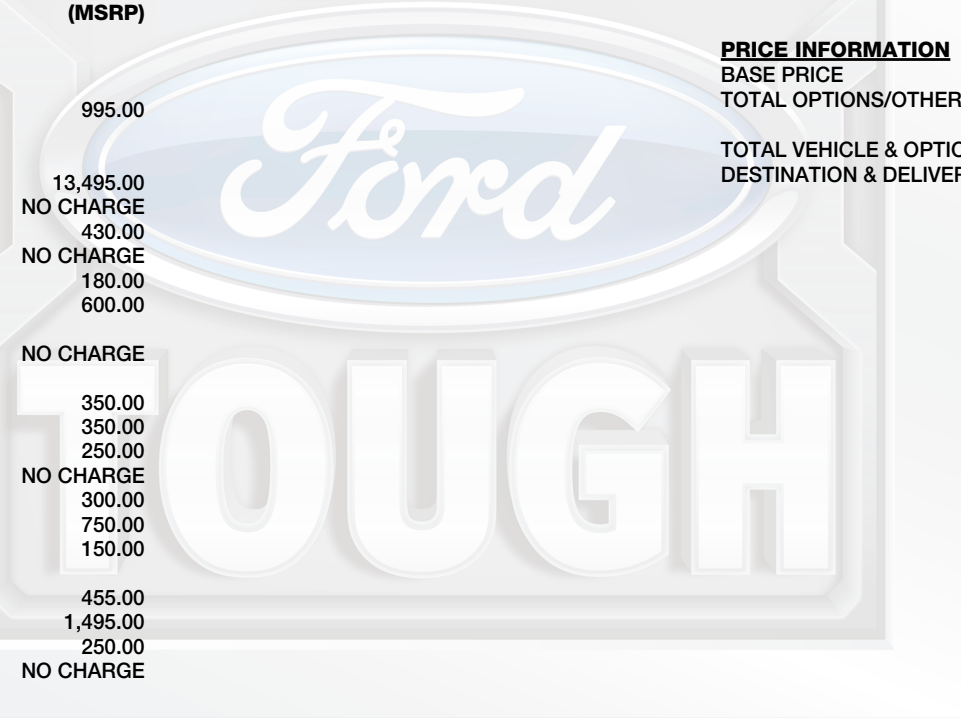 (MSRP)
995.00
13,495.00
NO CHARGE
430.00
NO CHARGE
180.00
600.00
NO CHARGE
350.00
350.00
250.00
NO CHARGE
300.00
750.00
150.00
455.00
1,495.00
250.00
NO CHARGE
PRICE INFORMATION
BASE PRICE
TOTAL OPTIONS/OTHER
TOTAL VEHICLE & OPTIO
DESTINATION & DELIVER
Ford
TOUGH